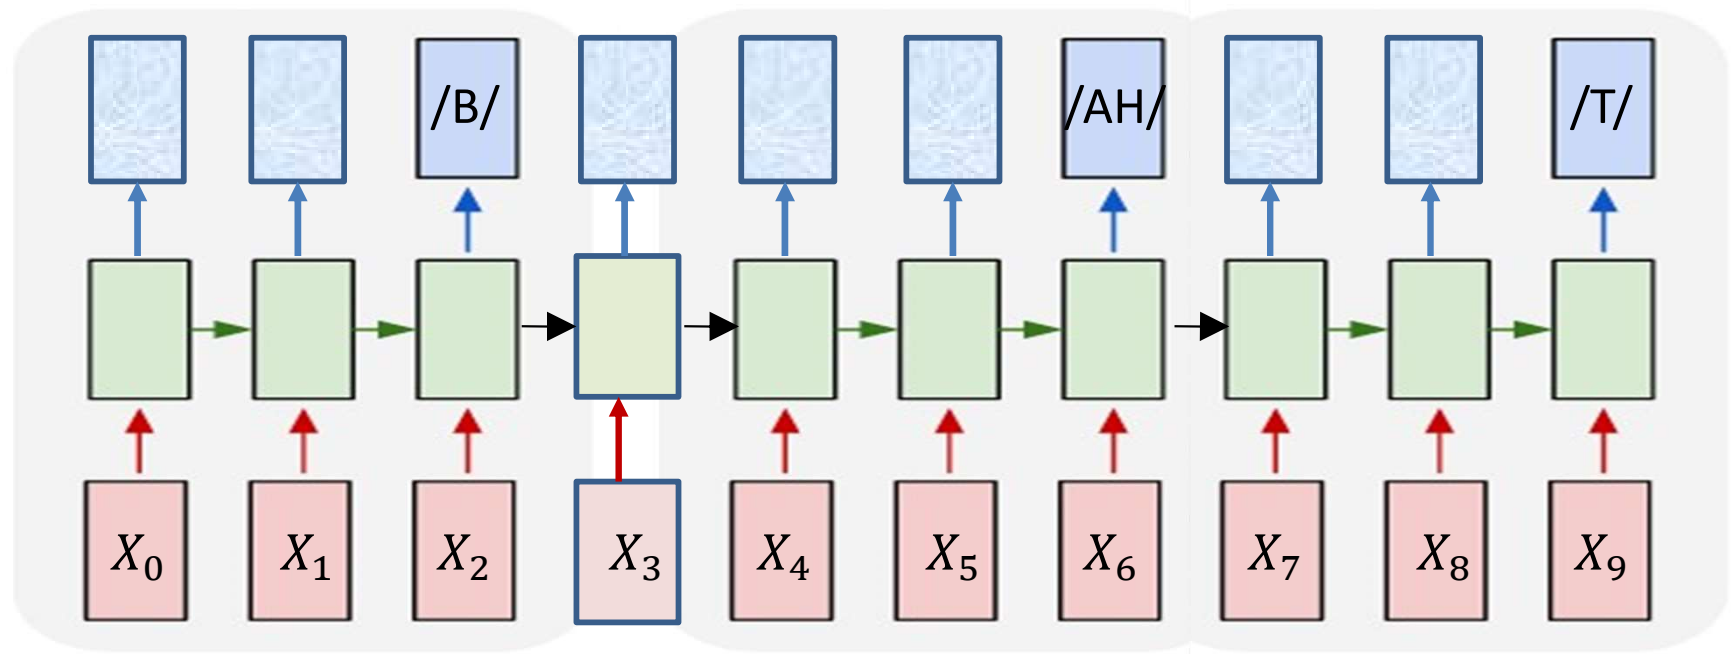 /B/ /AH/ /T/
X₀ X₁ X₂ X₃ X₄ X₅ X₆ X₇ X₈ X₉